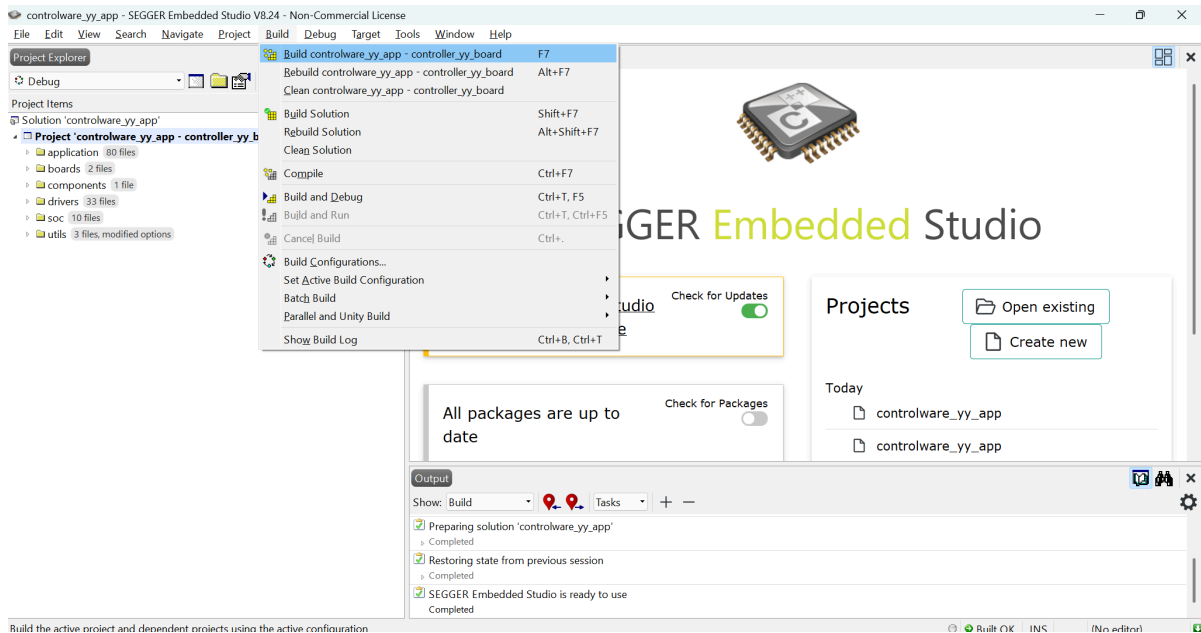 controlware_yy_app - SEGGER Embedded Studio V8.24 - Non-Commercial License
File Edit View Search Navigate Project Build Debug Target Tools Window Help
Project Explorer
Debug
Project Items
Solution 'controlware_yy_app'
Project 'controlware_yy_app - controller_yy_b
application 80 files
boards 2 files
components 1 file
drivers 33 files
soc 10 files
utils 3 files, modified options
Build controlware_yy_app - controller_yy_board F7
Rebuild controlware_yy_app - controller_yy_board Alt+F7
Clean controlware_yy_app - controller_yy_board
Build Solution Shift+F7
Rebuild Solution Alt+Shift+F7
Clean Solution
Compile Ctrl+F7
Build and Debug Ctrl+T, F5
Build and Run Ctrl+T, Ctrl+F5
Cancel Build Ctrl+.
Build Configurations...
Set Active Build Configuration
Batch Build
Parallel and Unity Build
Show Build Log Ctrl+B, Ctrl+T
C
GGER Embedded Studio
tudio
e
Check for Updates
All packages are up to
date
Check for Packages
Projects
Open existing
Create new
Today
controlware_yy_app
controlware_yy_app
Output
Show: Build Tasks
Preparing solution 'controlware_yy_app'
Completed
Restoring state from previous session
Completed
SEGGER Embedded Studio is ready to use
Completed
Build the active project and dependent projects using the active configuration
Built OK INS (No editor)